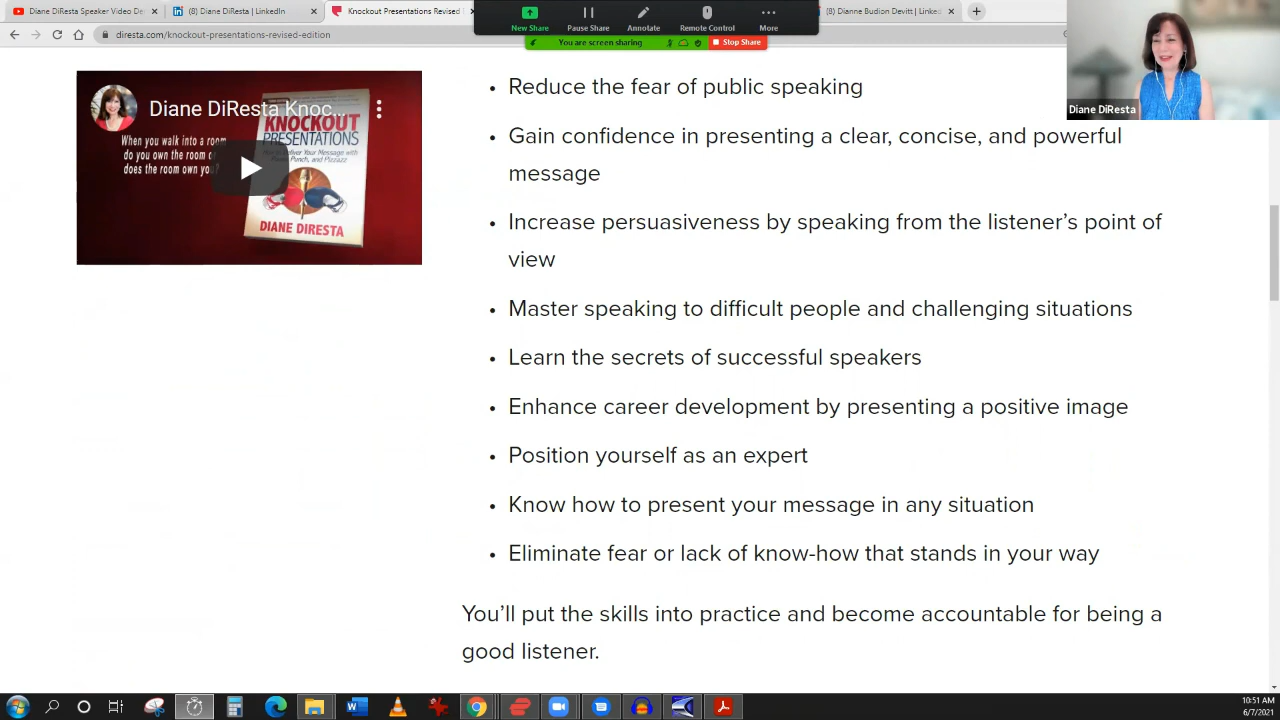 Diane DiResta Speaker Video De
(8) Diane DiResta | LinkedIn
Knockout Presentations Revised
(8) Dianne Budion Devitt | LinkedIn
New Share
Pause Share
Annotate
Remote Control
More
You are screen sharing
Stop Share
diresta.com/knockout-presentations-revised-edition
Diane DiResta
Diane DiResta Knoc...
When you walk into a room
do you own the room o
does the room own you?
KNOCKOUT
PRESENTATIONS
DIANE DIRESTA
• Reduce the fear of public speaking
• Gain confidence in presenting a clear, concise, and powerful
message
• Increase persuasiveness by speaking from the listener’s point of
view
• Master speaking to difficult people and challenging situations
• Learn the secrets of successful speakers
• Enhance career development by presenting a positive image
• Position yourself as an expert
• Know how to present your message in any situation
• Eliminate fear or lack of know-how that stands in your way
You’ll put the skills into practice and become accountable for being a
good listener.
10:51 AM
6/7/2021